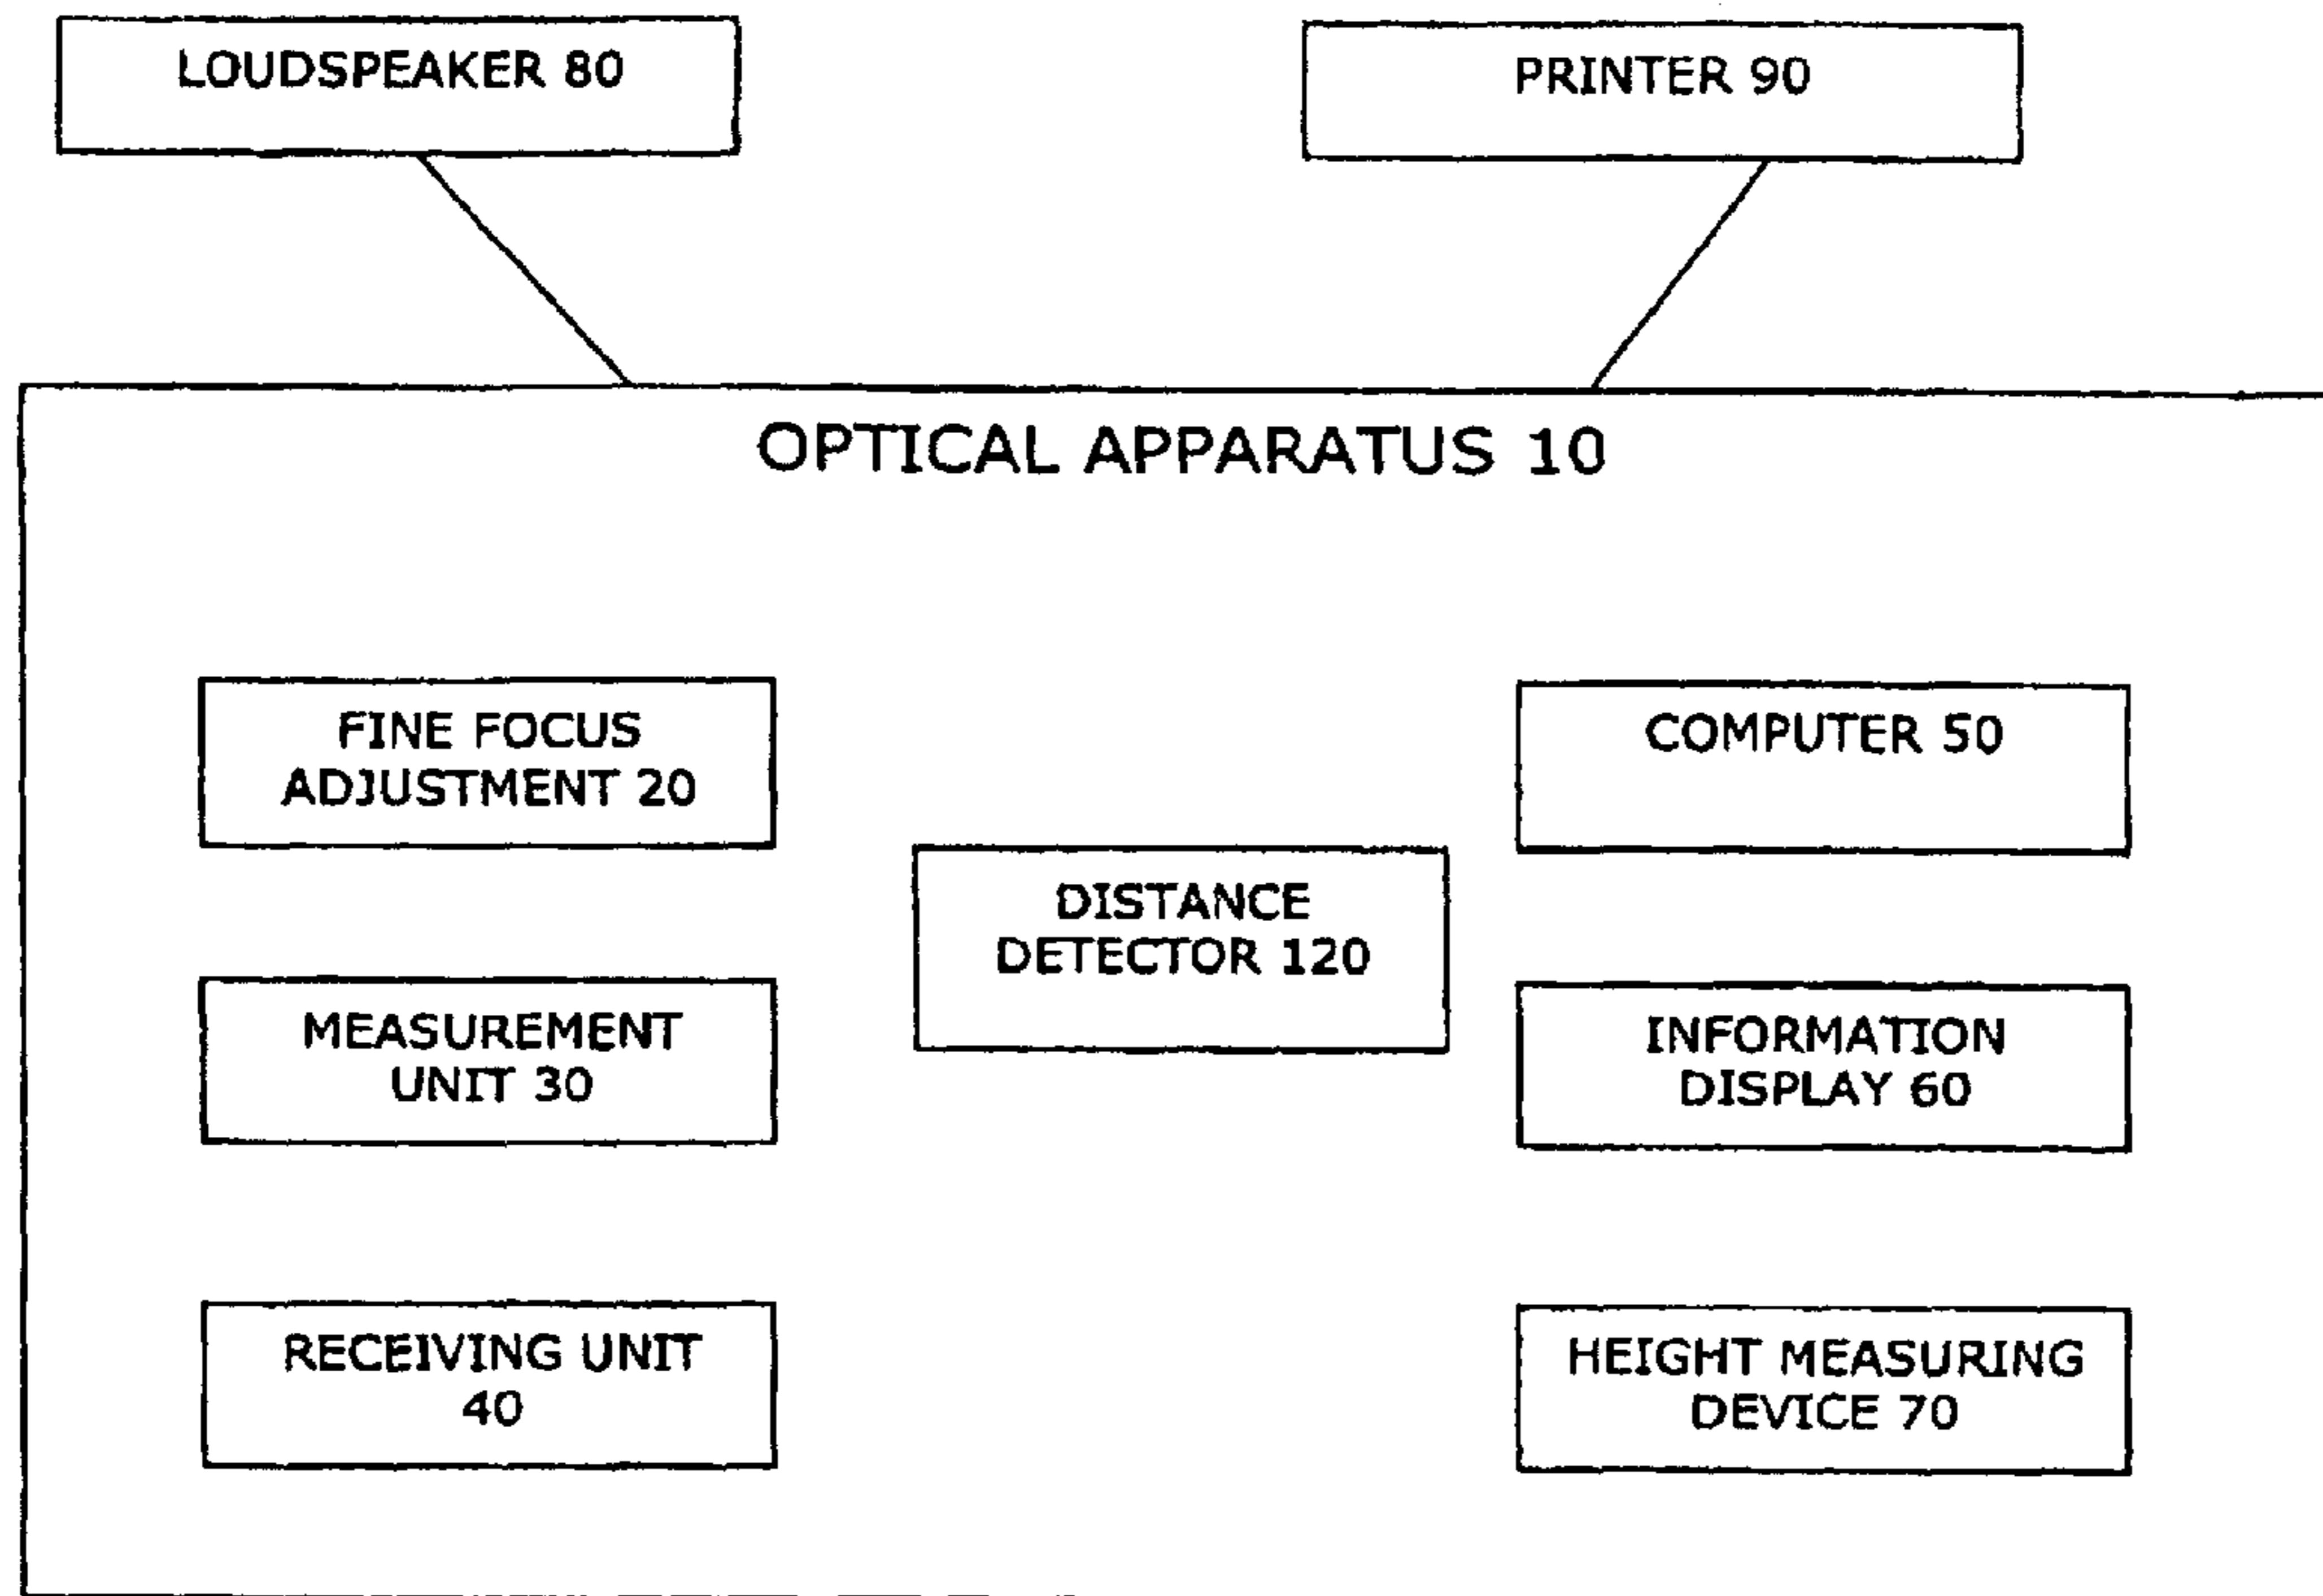 LOUDSPEAKER 80
PRINTER 90
OPTICAL APPARATUS 10
FINE FOCUS
ADJUSTMENT 20
COMPUTER 50
DISTANCE
DETECTOR 120
MEASUREMENT
UNIT 30
INFORMATION
DISPLAY 60
RECEIVING UNIT
40
HEIGHT MEASURING
DEVICE 70